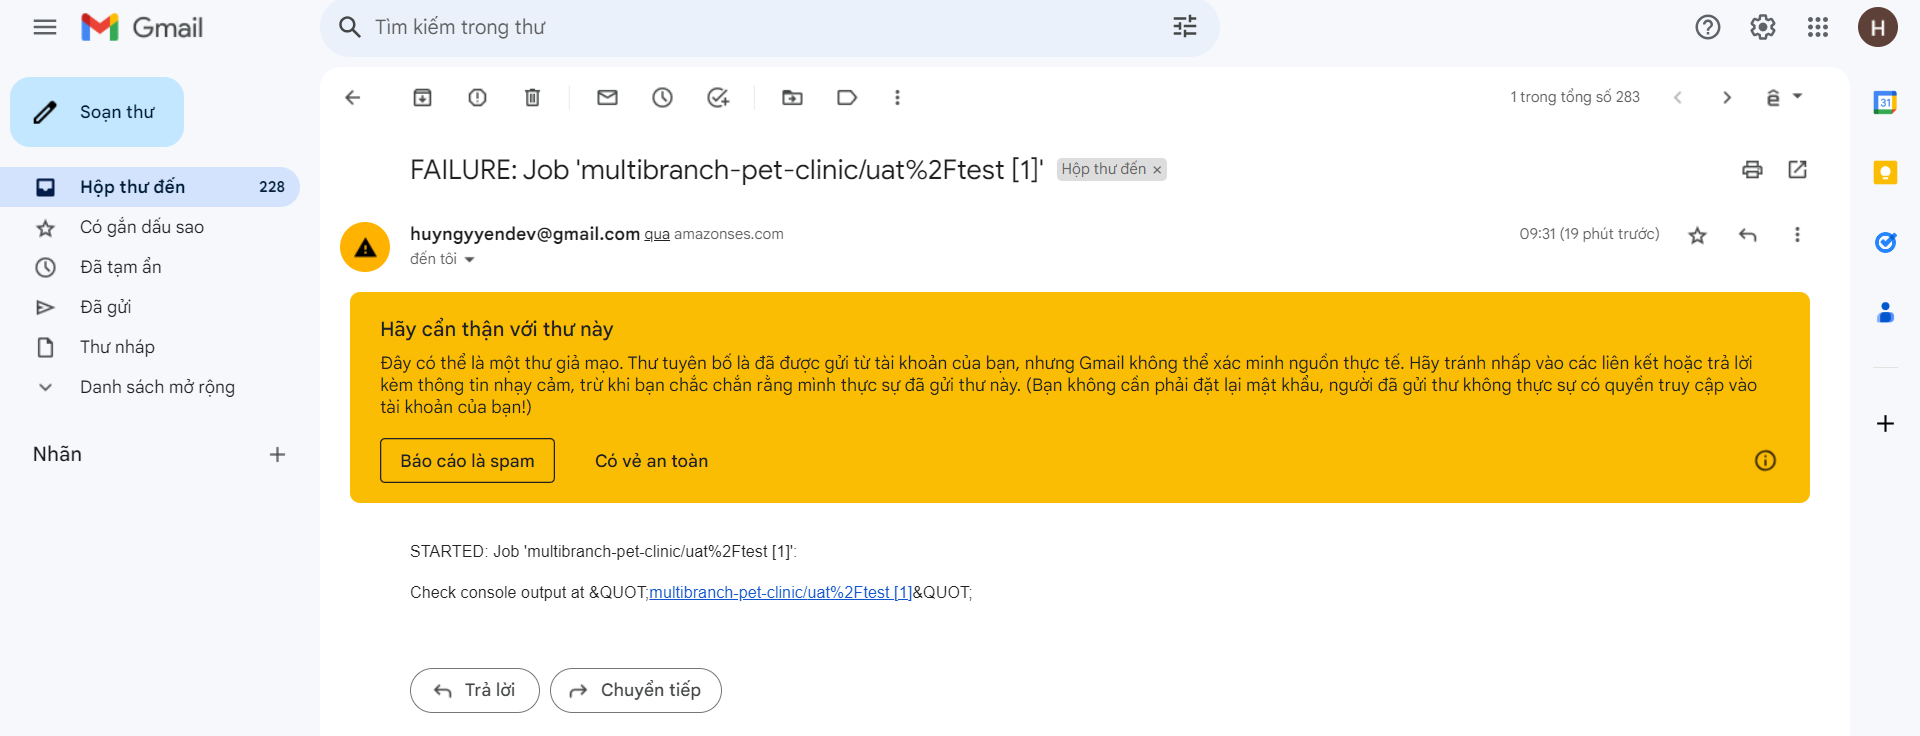 Gmail
Tìm kiếm trong thư
H
Soạn thư
Hộp thư đến 228
Có gắn dấu sao
Đã tạm ẩn
Đã gửi
Thư nháp
Danh sách mở rộng
Nhãn
1 trong tổng số 283
ê
31
FAILURE: Job 'multibranch-pet-clinic/uat%2Ftest [1]' Hộp thư đến ×
huyngyyendev@gmail.com qua amazonses.com
09:31 (19 phút trước)
đến tôi
Hãy cẩn thận với thư này
Đây có thể là một thư giả mạo. Thư tuyên bố là đã được gửi từ tài khoản của bạn, nhưng Gmail không thể xác minh nguồn thực tế. Hãy tránh nhấp vào các liên kết hoặc trả lời
kèm thông tin nhạy cảm, trừ khi bạn chắc chắn rằng mình thực sự đã gửi thư này. (Bạn không cần phải đặt lại mật khẩu, người đã gửi thư không thực sự có quyền truy cập vào
tài khoản của bạn!)
Báo cáo là spam
Có vẻ an toàn
STARTED: Job 'multibranch-pet-clinic/uat%2Ftest [1]':
Check console output at &QUOT;multibranch-pet-clinic/uat%2Ftest [1]&QUOT;
Trả lời
Chuyển tiếp